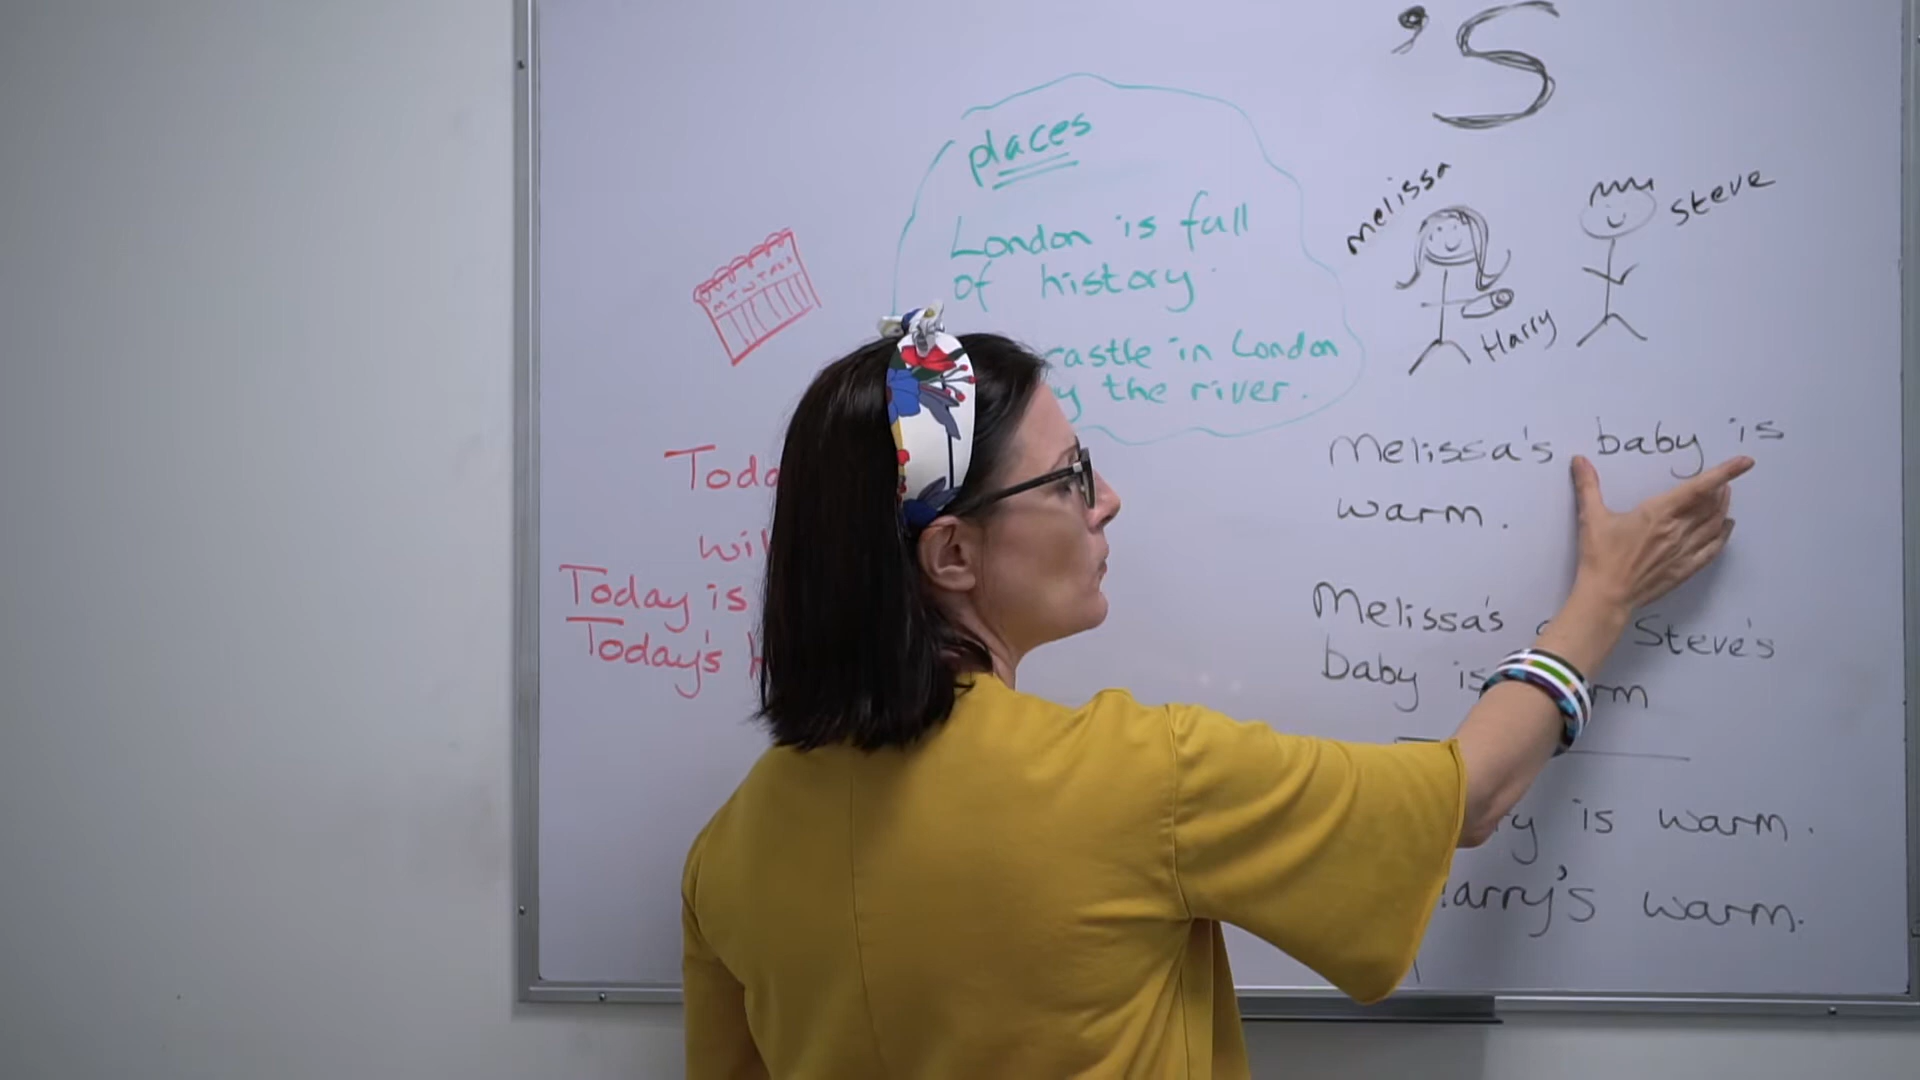 'S
places
London is full
of history.
castle in London
the river.
melissa
Steve
Harry
M T W T
Melissa's baby is
warm.
Melissa's Steve's
baby is
Today is
Today's
is warm.
warm.